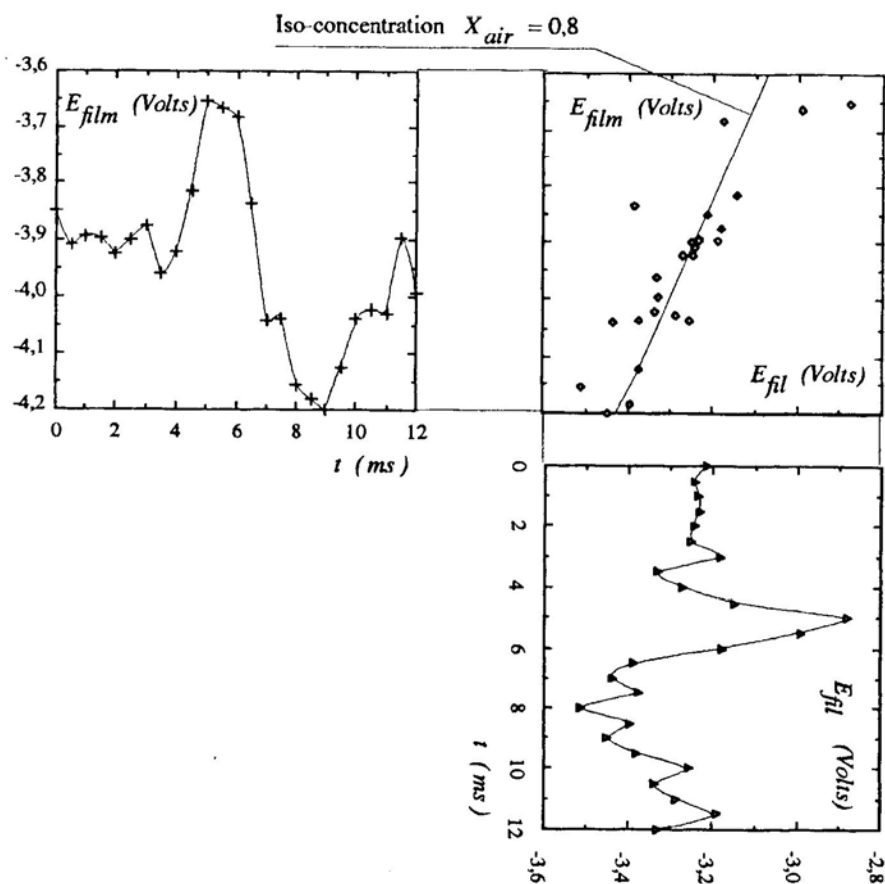 Iso-concentration X_air = 0,8
-3,6
-3,7
-3,8
-3,9
-4,0
-4,1
-4,2
E_film (Volts)
0 2 4 6 8 10 12
t (ms)
E_film (Volts)
E_fil (Volts)
0
2
4
6
8
10
12
t (ms)
E_fil (Volts)
-3,6 -3,4 -3,2 -3,0 -2,8